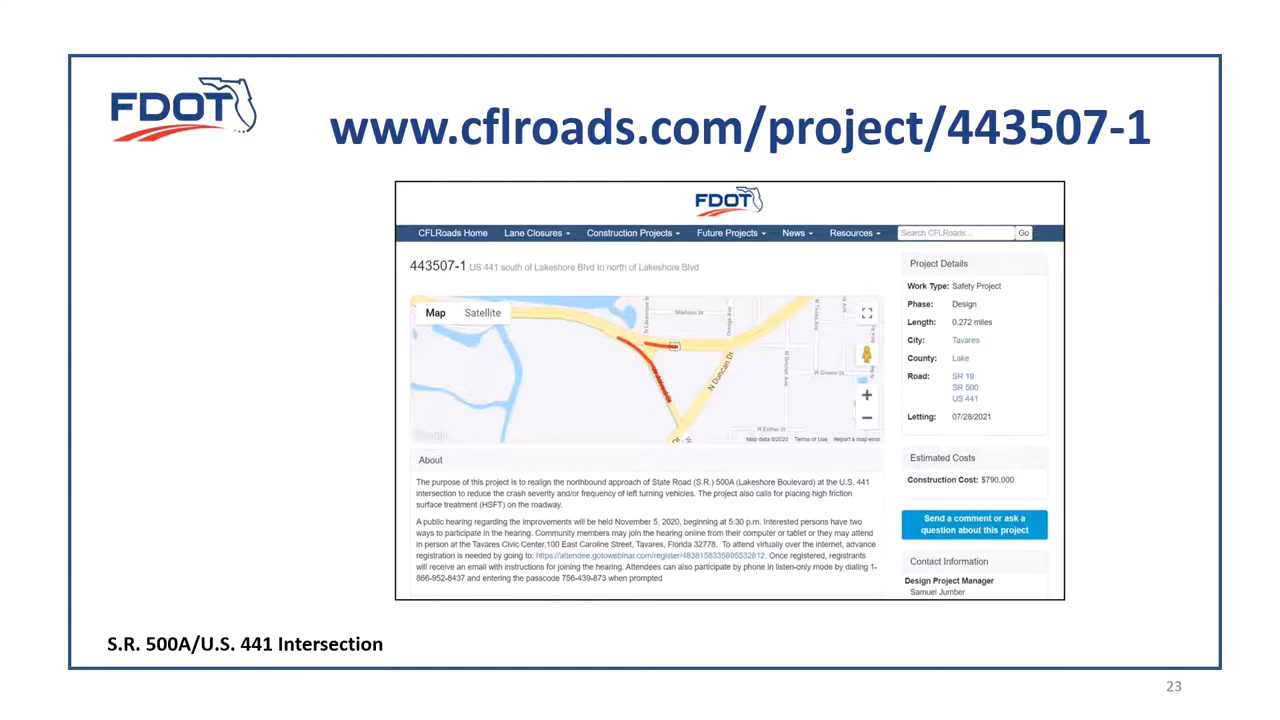 FDOT
www.cflroads.com/project/443507-1
FDOT
CFLRoads Home
Lane Closures
Construction Projects
Future Projects
News
Resources
Search CFLRoads...
Go
443507-1 US 441 south of Lakeshore Blvd to north of Lakeshore Blvd
Map
Satellite
N Lakeshore Bl
Madison Dr
N Duncan Dr
N Sinclair Ave
Map data ©2020
Terms of Use
Report a map error
About
The purpose of this project is to realign the northbound approach of State Road (S.R.) 500A (Lakeshore Boulevard) at the U.S. 441
intersection to reduce the crash severity and/or frequency of left turning vehicles. The project also calls for placing high friction
surface treatment (HSFT) on the roadway.
A public hearing regarding the improvements will be held November 5, 2020, beginning at 5:30 p.m. Interested persons have two
ways to participate in the hearing. Community members may join the hearing online from their computer or tablet or they may attend
in person at the Tavares Civic Center,100 East Caroline Street, Tavares, Florida 32778. To attend virtually over the internet, advance
registration is needed by going to: https://attendee.gotowebinar.com/register/4838158335895532812. Once registered, registrants
will receive an email with instructions for joining the hearing. Attendees can also participate by phone in listen-only mode by dialing 1-
866-952-8437 and entering the passcode 756-439-873 when prompted
Project Details
Work Type: Safety Project
Phase: Design
Length: 0.272 miles
City: Tavares
County: Lake
Road: SR 19
SR 500
US 441
Letting: 07/28/2021
Estimated Costs
Construction Cost: $790,000
Send a comment or ask a
question about this project
Contact Information
Design Project Manager
Samuel Jumber
S.R. 500A/U.S. 441 Intersection
23